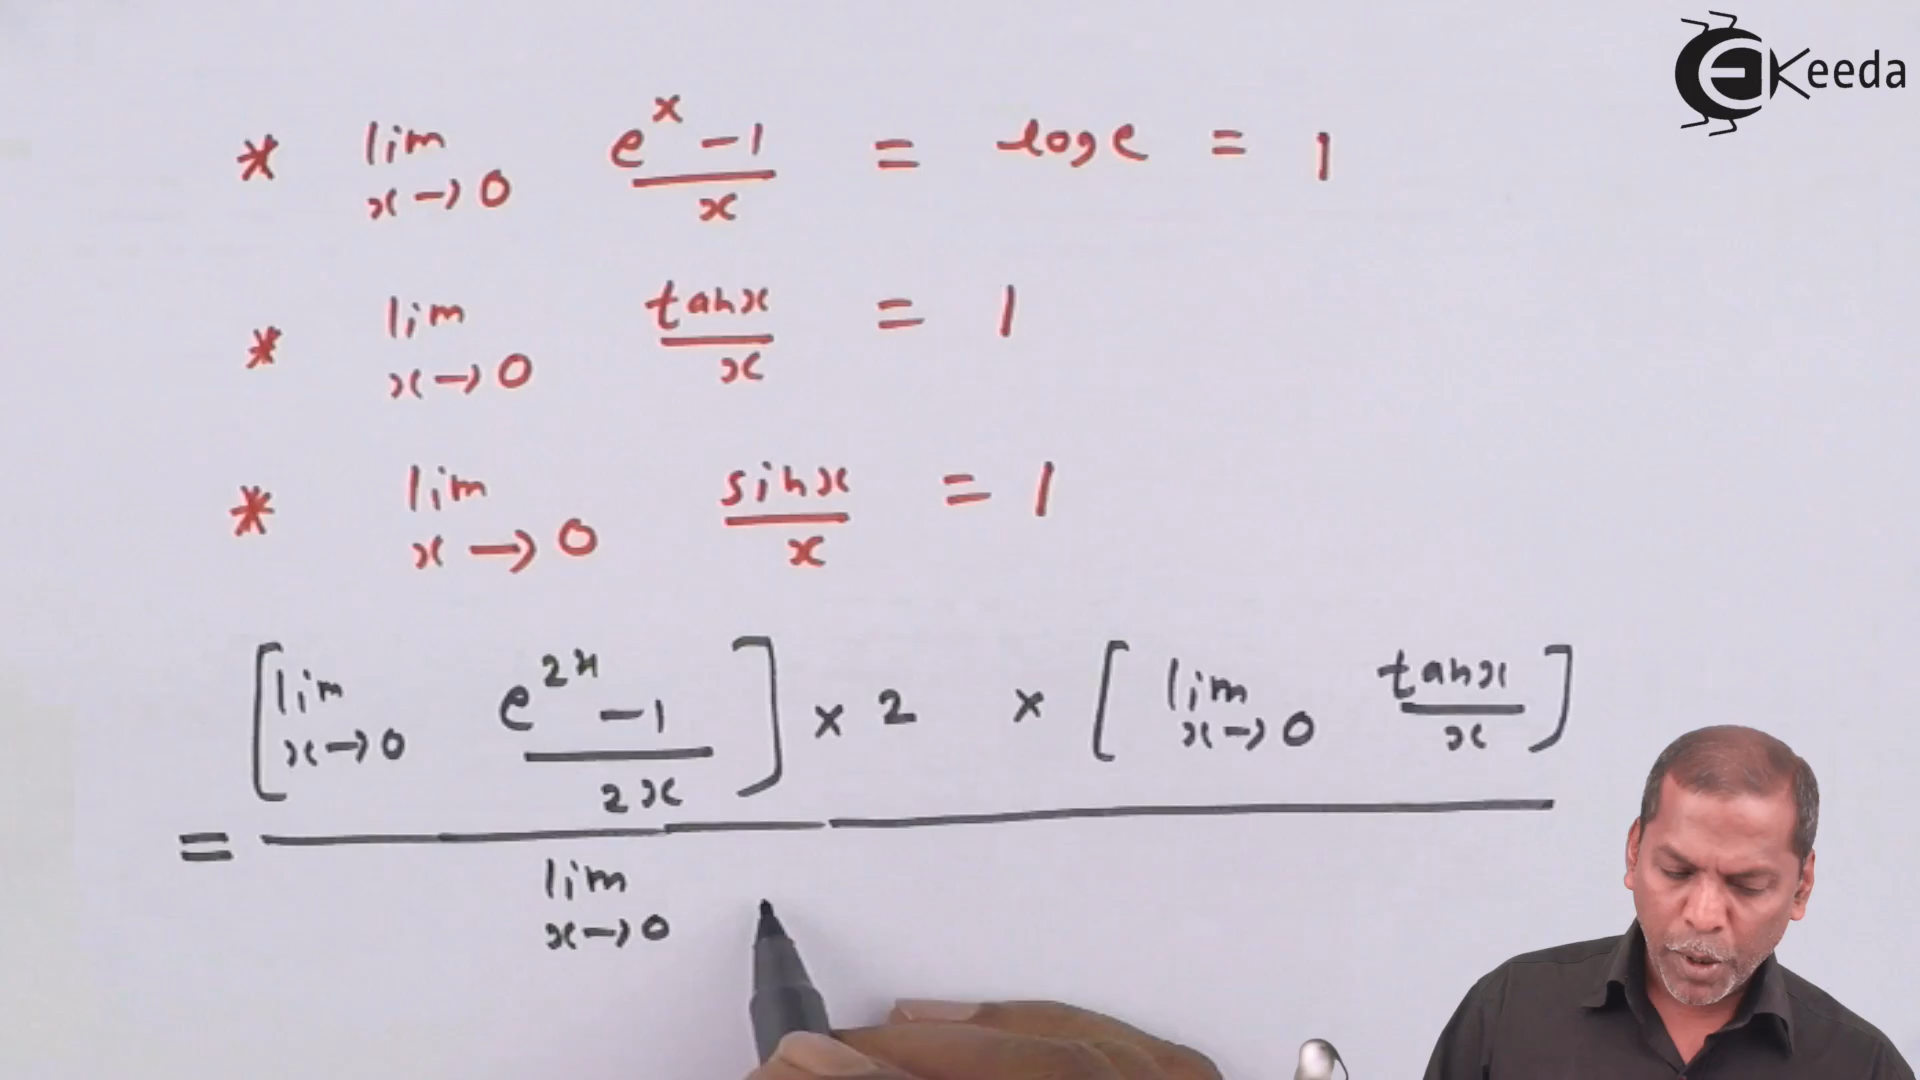 EKeeda
* lim x→0 e^x -1 / x = log e = 1
* lim x→0 tanx / x = 1
* lim x→0 sinx / x = 1
= [lim x→0 e^2x -1 / 2x] × 2 × [lim x→0 tanx / x]
lim x→0